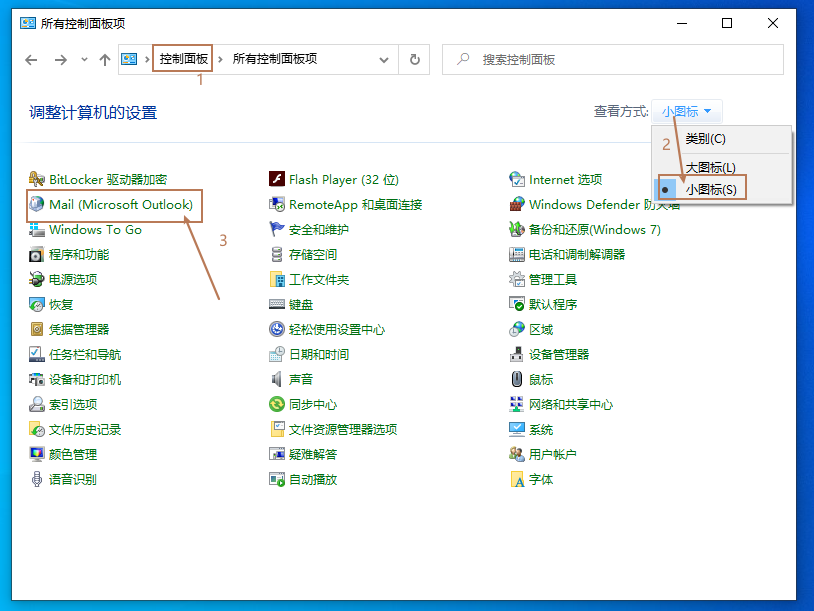 所有控制面板项
控制面板 › 所有控制面板项
搜索控制面板
1
调整计算机的设置
查看方式: 小图标
2
类别(C)
大图标(L)
小图标(S)
BitLocker 驱动器加密
Flash Player (32 位)
Internet 选项
Mail (Microsoft Outlook)
RemoteApp 和桌面连接
Windows Defender 防火墙
Windows To Go
安全和维护
备份和还原(Windows 7)
3
程序和功能
存储空间
电话和调制解调器
电源选项
工作文件夹
管理工具
恢复
键盘
默认程序
凭据管理器
轻松使用设置中心
区域
任务栏和导航
日期和时间
设备管理器
设备和打印机
声音
鼠标
索引选项
同步中心
网络和共享中心
文件历史记录
文件资源管理器选项
系统
颜色管理
疑难解答
用户帐户
语音识别
自动播放
字体